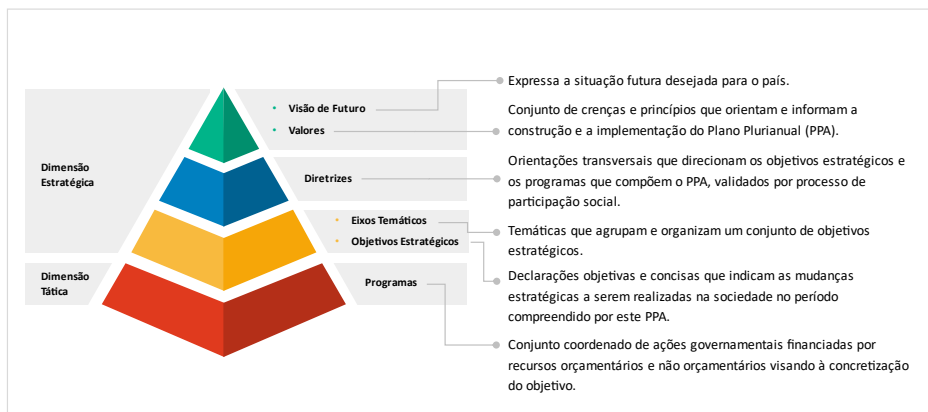 Dimensão
Estratégica
Visão de Futuro
Valores
Diretrizes
Eixos Temáticos
Objetivos Estratégicos
Dimensão
Tática
Programas
Expressa a situação futura desejada para o país.
Conjunto de crenças e princípios que orientam e informam a
construção e a implementação do Plano Plurianual (PPA).
Orientações transversais que direcionam os objetivos estratégicos e
os programas que compõem o PPA, validados por processo de
participação social.
Temáticas que agrupam e organizam um conjunto de objetivos
estratégicos.
Declarações objetivas e concisas que indicam as mudanças
estratégicas a serem realizadas na sociedade no período
compreendido por este PPA.
Conjunto coordenado de ações governamentais financiadas por
recursos orçamentários e não orçamentários visando à concretização
do objetivo.